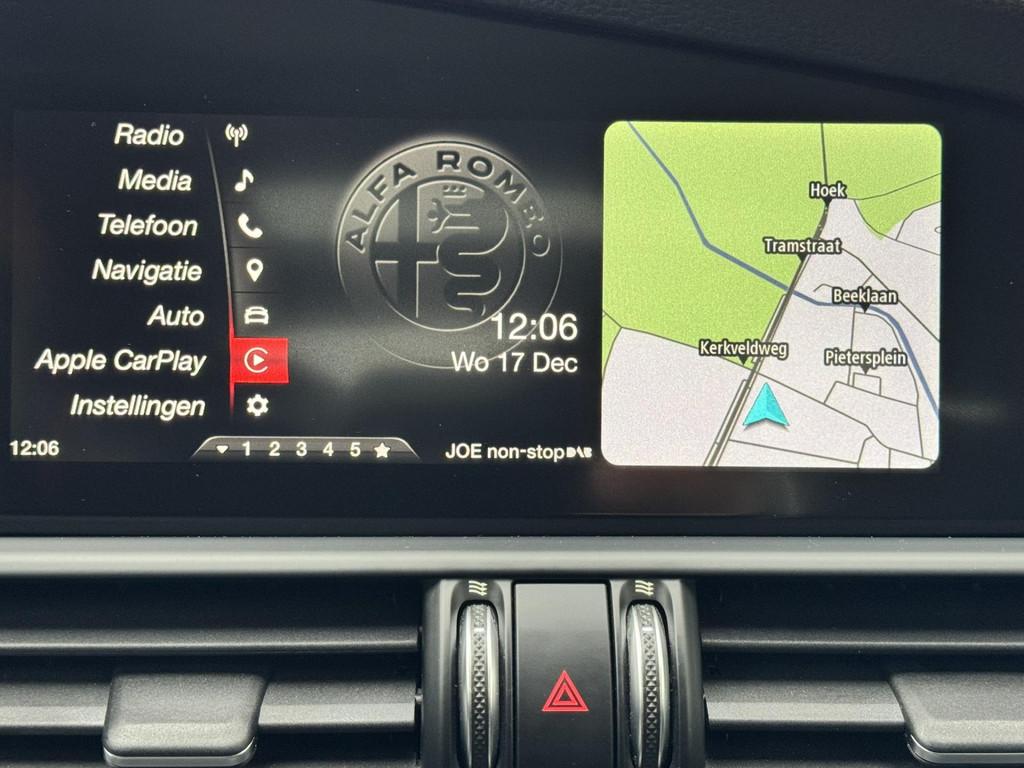 Radio
Media
Telefoon
Navigatie
Auto
Apple CarPlay
Instellingen
12:06
1 2 3 4 5
ALFA ROMEO
12:06
Wo 17 Dec
JOE non-stop DAB
Hoek
Tramstraat
Beeklaan
Kerkveldweg
Pietersplein